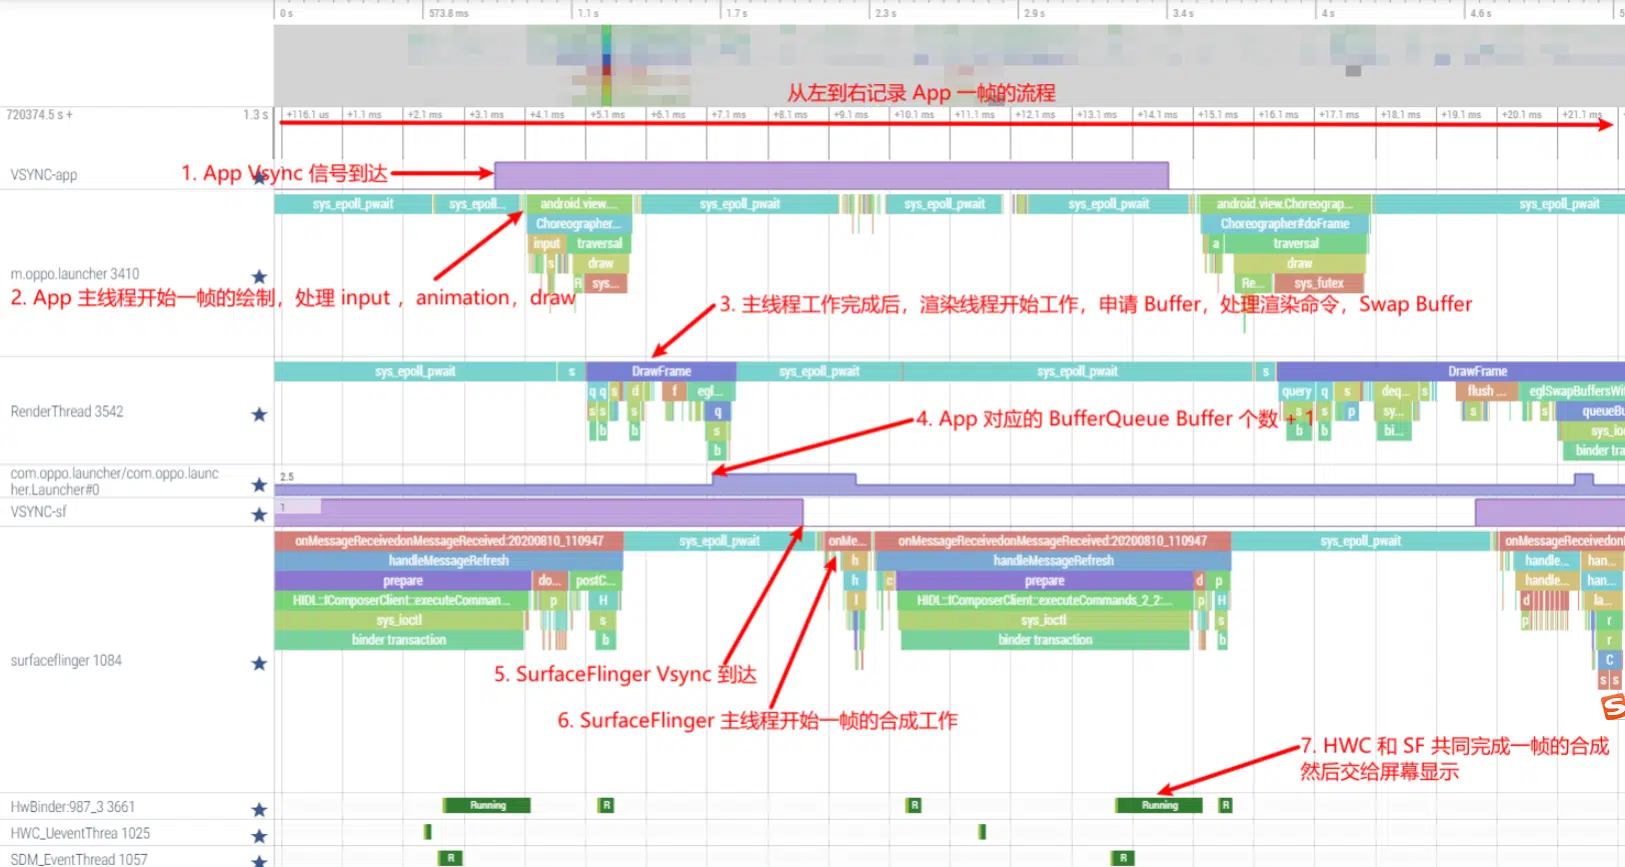 0 s 573.8 ms 1.1 s 1.7 s 2.3 s 2.9 s 3.4 s 4 s 4.6 s
从左到右记录 App 一帧的流程
720374.5 s + 1.3 s +116.1 us +1.1 ms +2.1 ms +3.1 ms +4.1 ms +5.1 ms +6.1 ms +7.1 ms +8.1 ms +9.1 ms +10.1 ms +11.1 ms +12.1 ms +13.1 ms +14.1 ms +15.1 ms +16.1 ms +17.1 ms +18.1 ms +19.1 ms +20.1 ms +21.1 ms
VSYNC-app
1. App Vsync 信号到达
sys_epoll_pwait sys_epoll... android.view.... sys_epoll_pwait sys_epoll_pwait sys_epoll_pwait android.view.Choreograp... sys_epoll_pwait
Choreographer... Choreographer#doFrame
input traversal a traversal
s draw draw
m.oppo.launcher 3410
R sys... Re... sys_futex
2. App 主线程开始一帧的绘制，处理 input ，animation，draw
3. 主线程工作完成后，渲染线程开始工作，申请 Buffer，处理渲染命令，Swap Buffer
sys_epoll_pwait s DrawFrame sys_epoll_pwait sys_epoll_pwait s DrawFrame
q q s d f egl... query q s deq... s flush ... eglSwapBuffersWi
RenderThread 3542
s s s q s s p sy... s s queueBu
b b s b b bi... sys_io
b binder tra
4. App 对应的 BufferQueue Buffer 个数 + 1
com.oppo.launcher/com.oppo.launc
her.Launcher#0
2.5
VSYNC-sf
1
onMessageReceivedonMessageReceived:20200810_110947 sys_epoll_pwait onMe... onMessageReceivedonMessageReceived:20200810_110947 sys_epoll_pwait onMessageReceivedon
handleMessageRefresh h handleMessageRefresh handle... han...
prepare do... postC... h c prepare d p handle... han...
HIDL::IComposerClient::executeComman... p H l HIDL::IComposerClient::executeCommands_2_2:... p H d la...
sys_ioctl s sys_ioctl s p r
binder transaction b binder transaction b r
surfaceflinger 1084
C
s s
5. SurfaceFlinger Vsync 到达
6. SurfaceFlinger 主线程开始一帧的合成工作
7. HWC 和 SF 共同完成一帧的合成
然后交给屏幕显示
HwBinder:987_3 3661 Running R R Running R
HWC_UeventThrea 1025
SDM_EventThread 1057 R R